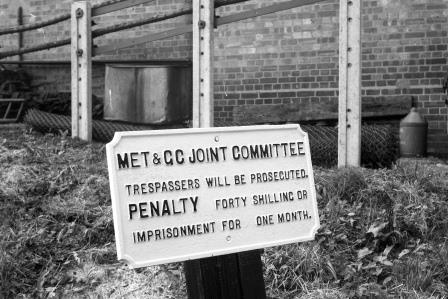 MET & GC JOINT COMMITTEE
TRESPASSERS WILL BE PROSECUTED.
PENALTY FORTY SHILLING OR
IMPRISONMENT FOR ONE MONTH.